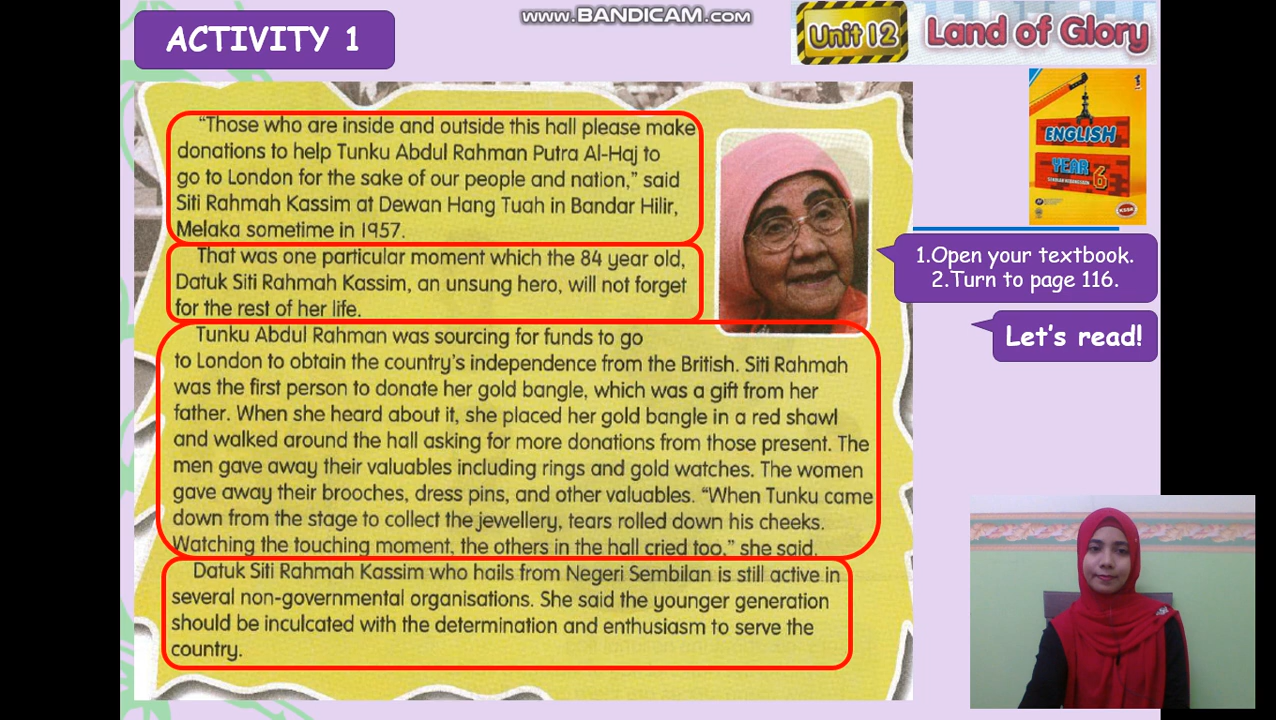 www.BANDICAM.com
ACTIVITY 1
Unit 12
Land of Glory
"Those who are inside and outside this hall please make
donations to help Tunku Abdul Rahman Putra Al-Haj to
go to London for the sake of our people and nation," said
Siti Rahmah Kassim at Dewan Hang Tuah in Bandar Hilir,
Melaka sometime in 1957.
That was one particular moment which the 84 year old,
Datuk Siti Rahmah Kassim, an unsung hero, will not forget
for the rest of her life.
Tunku Abdul Rahman was sourcing for funds to go
to London to obtain the country's independence from the British. Siti Rahmah
was the first person to donate her gold bangle, which was a gift from her
father. When she heard about it, she placed her gold bangle in a red shawl
and walked around the hall asking for more donations from those present. The
men gave away their valuables including rings and gold watches. The women
gave away their brooches, dress pins, and other valuables. "When Tunku came
down from the stage to collect the jewellery, tears rolled down his cheeks.
Watching the touching moment, the others in the hall cried too," she said.
Datuk Siti Rahmah Kassim who hails from Negeri Sembilan is still active in
several non-governmental organisations. She said the younger generation
should be inculcated with the determination and enthusiasm to serve the
country.
ENGLISH
YEAR 6
1.Open your textbook.
2.Turn to page 116.
Let's read!